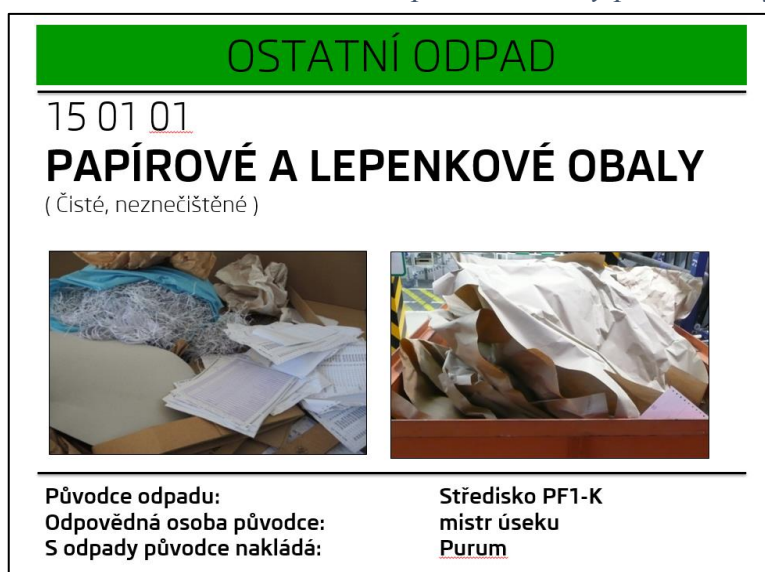 OSTATNÍ ODPAD
15 01 01
PAPÍROVÉ A LEPENKOVÉ OBALY
( Čisté, neznečištěné )
Původce odpadu: Středisko PF1-K
Odpovědná osoba původce: mistr úseku
S odpady původce nakládá: Purum